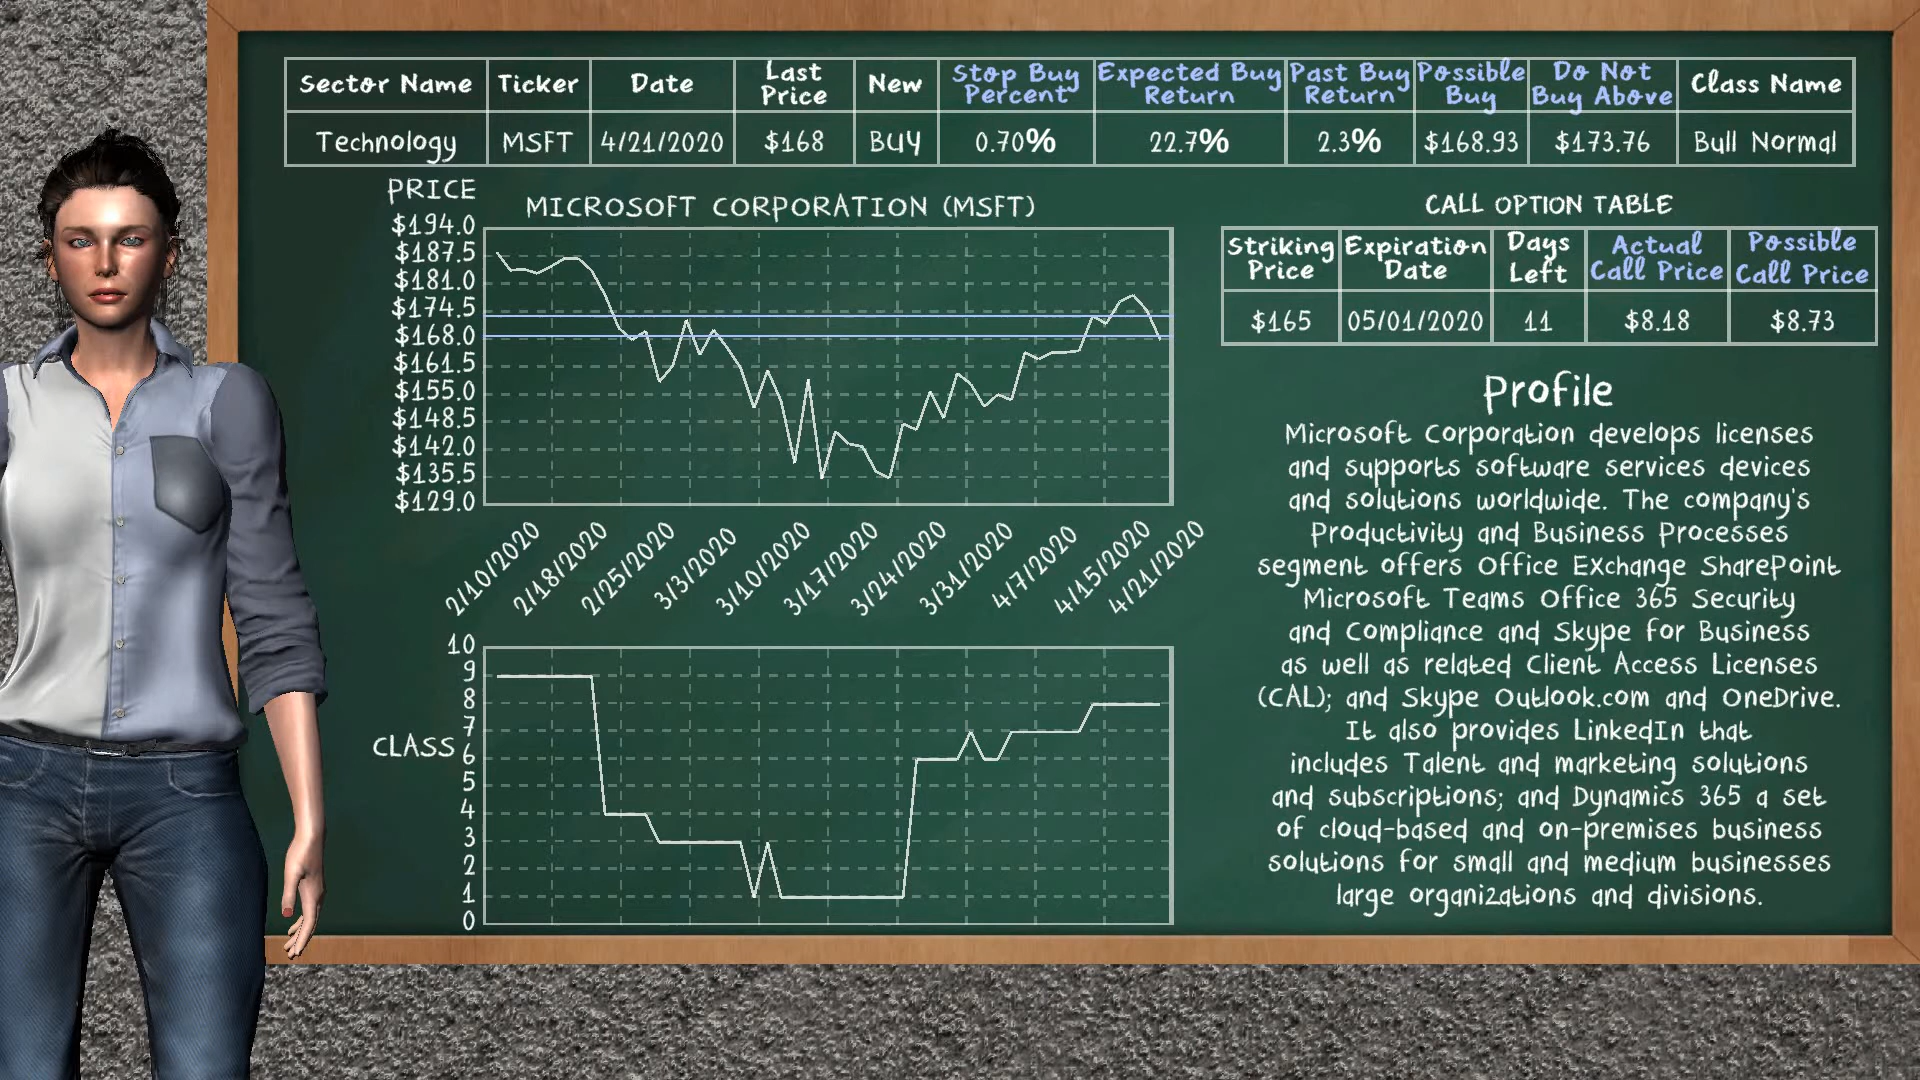 Sector Name Ticker Date Last Price New Stop Buy Percent Expected Buy Return Past Buy Return Possible Buy Do Not Buy Above Class Name
Technology MSFT 4/21/2020 $168 BUY 0.70% 22.7% 2.3% $168.93 $173.76 Bull Normal
PRICE
MICROSOFT CORPORATION (MSFT)
$194.0
$187.5
$181.0
$174.5
$168.0
$161.5
$155.0
$148.5
$142.0
$135.5
$129.0
2/10/2020 2/18/2020 2/25/2020 3/3/2020 3/10/2020 3/17/2020 3/24/2020 3/31/2020 4/7/2020 4/15/2020 4/21/2020
CLASS
10
9
8
7
6
5
4
3
2
1
0
CALL OPTION TABLE
Striking Price Expiration Date Days Left Actual Call Price Possible Call Price
$165 05/01/2020 11 $8.18 $8.73
Profile
Microsoft Corporation develops licenses
and supports software services devices
and solutions worldwide. The company's
Productivity and Business Processes
segment offers Office Exchange SharePoint
Microsoft Teams Office 365 Security
and Compliance and Skype for Business
as well as related Client Access Licenses
(CAL); and Skype Outlook.com and OneDrive.
It also provides LinkedIn that
includes Talent and marketing solutions
and subscriptions; and Dynamics 365 a set
of cloud-based and on-premises business
solutions for small and medium businesses
large organizations and divisions.